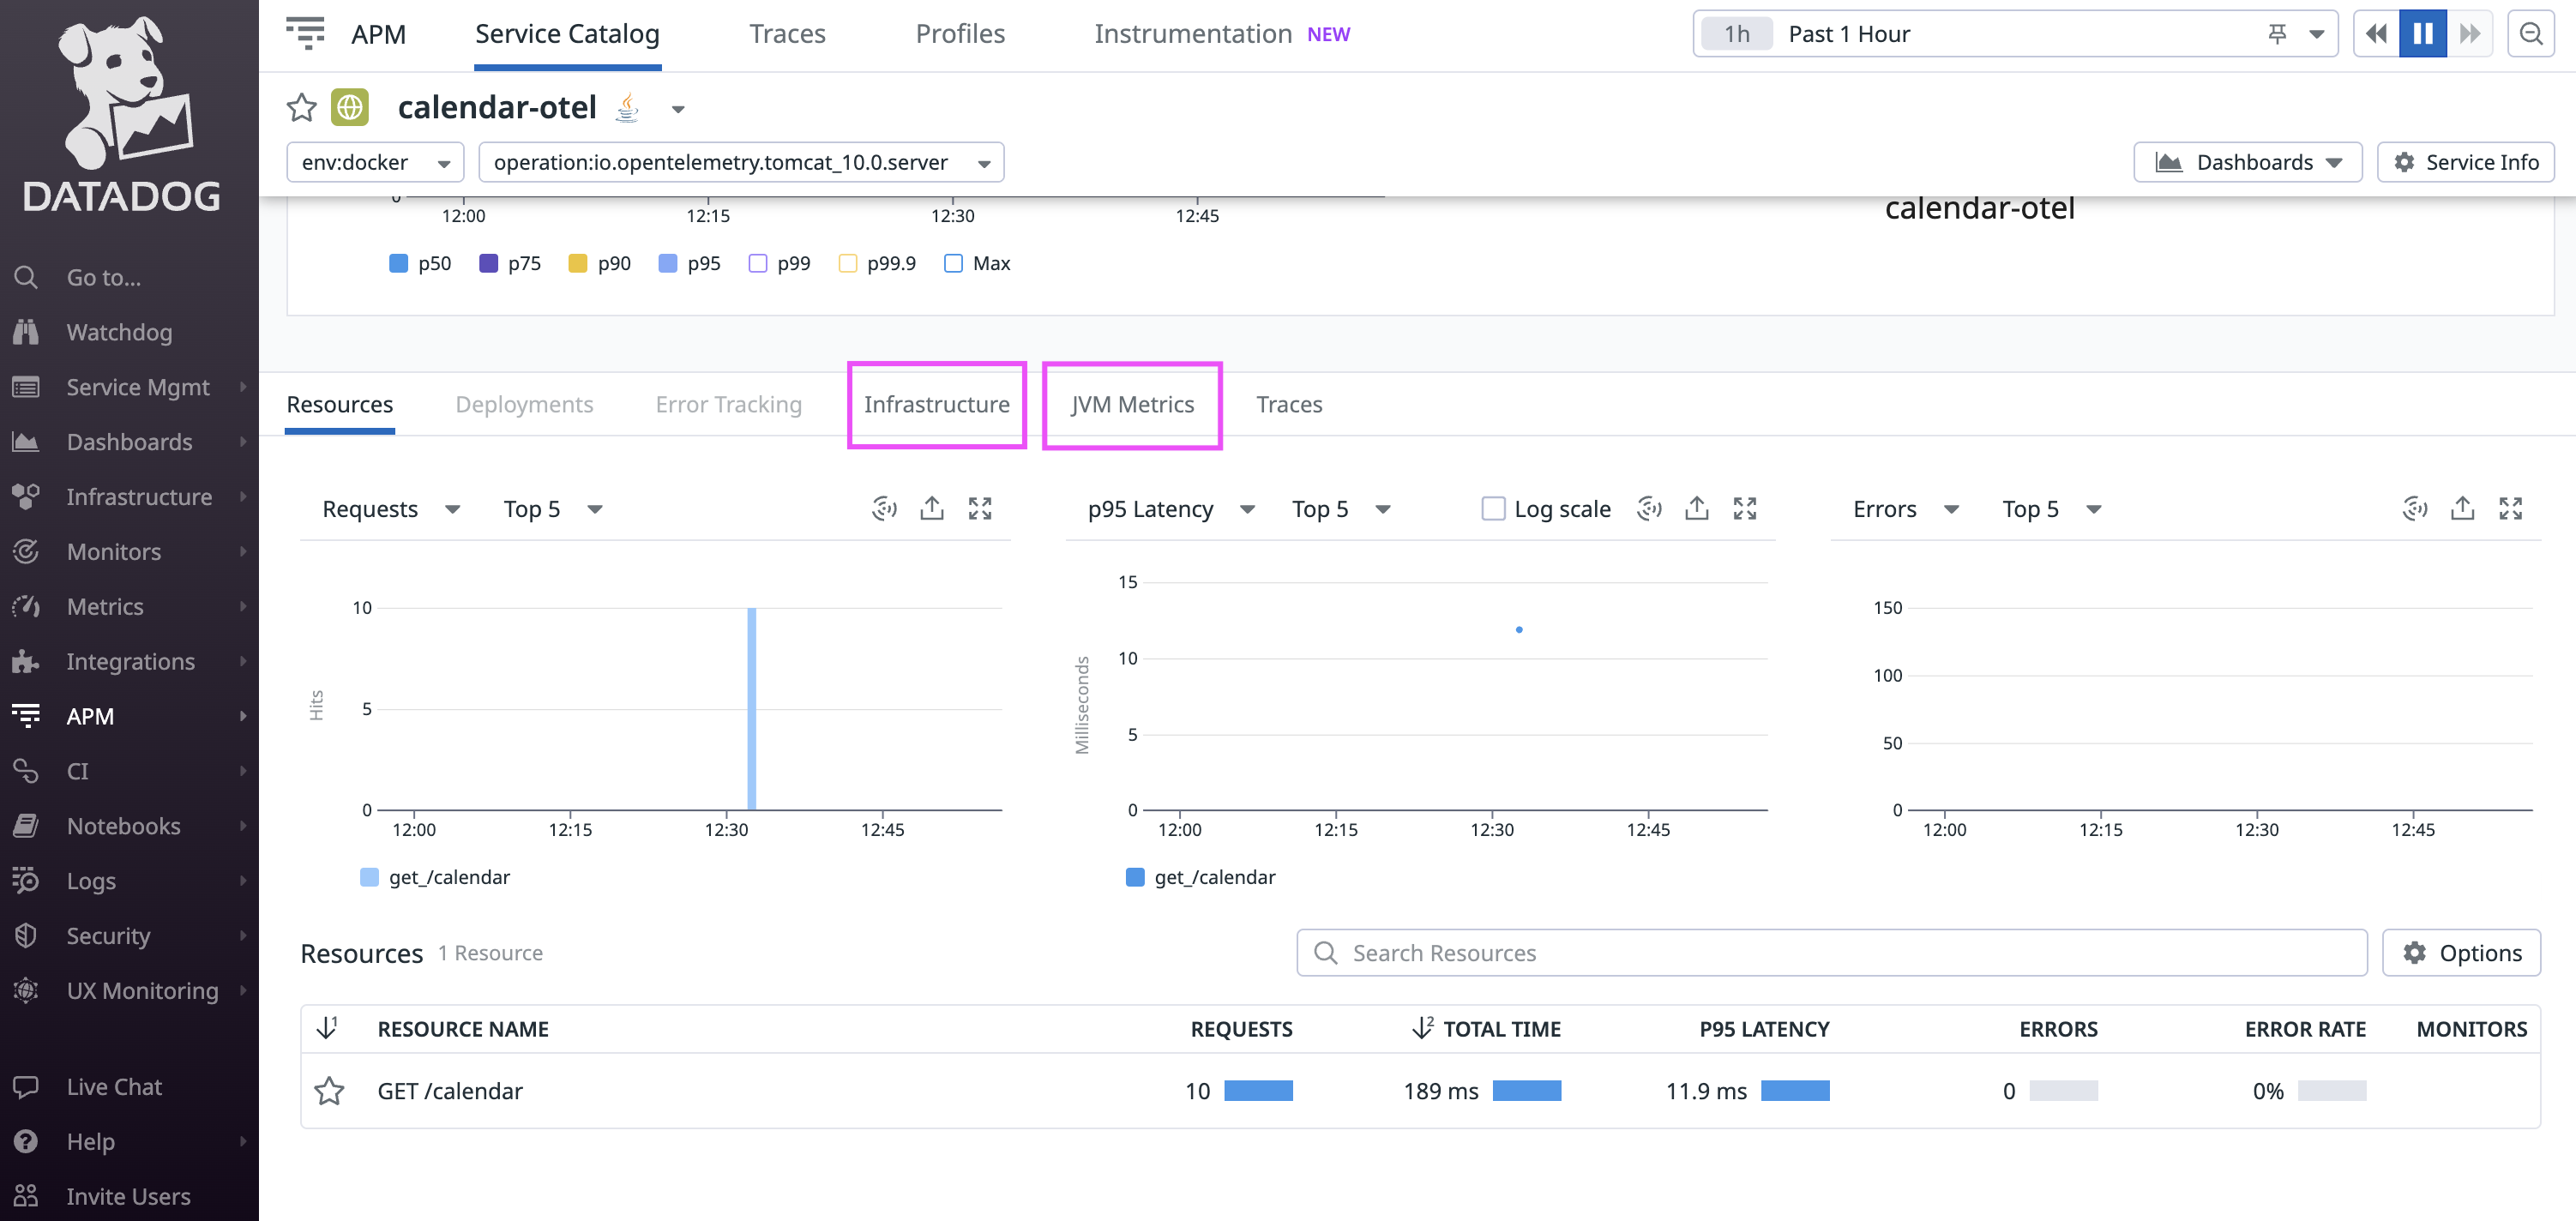 DATADOG
Go to...
Watchdog
Service Mgmt
Dashboards
Infrastructure
Monitors
Metrics
Integrations
APM
CI
Notebooks
Logs
Security
UX Monitoring
Live Chat
Help
Invite Users
APM Service Catalog Traces Profiles Instrumentation NEW
1h Past 1 Hour
calendar-otel
env:docker operation:io.opentelemetry.tomcat_10.0.server
Dashboards Service Info
0
12:00 12:15 12:30 12:45
calendar-otel
p50 p75 p90 p95 p99 p99.9 Max
Resources Deployments Error Tracking Infrastructure JVM Metrics Traces
Requests Top 5
10
5
0
Hits
12:00 12:15 12:30 12:45
get_/calendar
p95 Latency Top 5 Log scale
15
10
5
0
Milliseconds
12:00 12:15 12:30 12:45
get_/calendar
Errors Top 5
150
100
50
0
12:00 12:15 12:30 12:45
Resources 1 Resource
Search Resources
Options
1 RESOURCE NAME REQUESTS 2 TOTAL TIME P95 LATENCY ERRORS ERROR RATE MONITORS
GET /calendar 10 189 ms 11.9 ms 0 0%